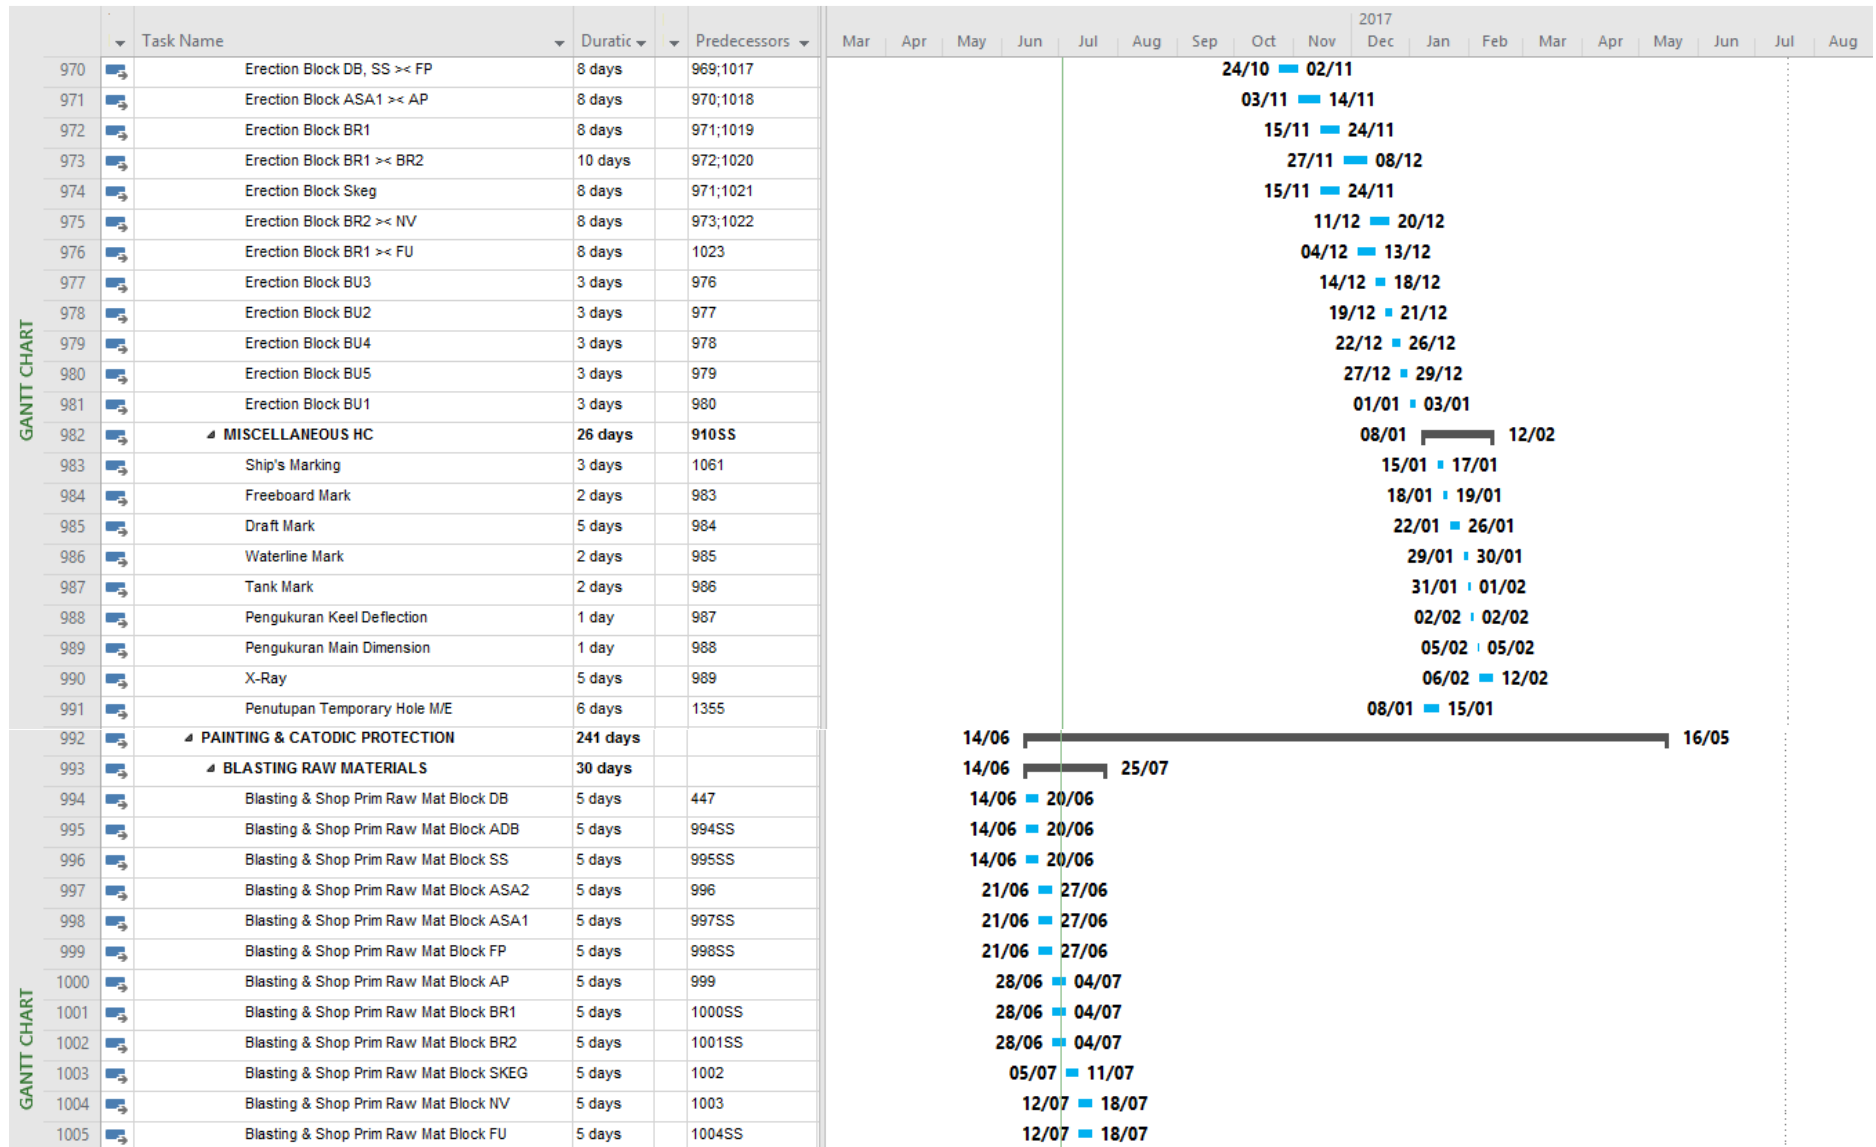 2017
Task Name Duratic Predecessors Mar Apr May Jun Jul Aug Sep Oct Nov Dec Jan Feb Mar Apr May Jun Jul Aug
970 Erection Block DB, SS >< FP 8 days 969;1017 24/10 02/11
971 Erection Block ASA1 >< AP 8 days 970;1018 03/11 14/11
972 Erection Block BR1 8 days 971;1019 15/11 24/11
973 Erection Block BR1 >< BR2 10 days 972;1020 27/11 08/12
974 Erection Block Skeg 8 days 971;1021 15/11 24/11
975 Erection Block BR2 >< NV 8 days 973;1022 11/12 20/12
976 Erection Block BR1 >< FU 8 days 1023 04/12 13/12
977 Erection Block BU3 3 days 976 14/12 18/12
978 Erection Block BU2 3 days 977 19/12 21/12
979 Erection Block BU4 3 days 978 22/12 26/12
980 Erection Block BU5 3 days 979 27/12 29/12
981 Erection Block BU1 3 days 980 01/01 03/01
982 MISCELLANEOUS HC 26 days 910SS 08/01 12/02
983 Ship's Marking 3 days 1061 15/01 17/01
984 Freeboard Mark 2 days 983 18/01 19/01
985 Draft Mark 5 days 984 22/01 26/01
986 Waterline Mark 2 days 985 29/01 30/01
987 Tank Mark 2 days 986 31/01 01/02
988 Pengukuran Keel Deflection 1 day 987 02/02 02/02
989 Pengukuran Main Dimension 1 day 988 05/02 05/02
990 X-Ray 5 days 989 06/02 12/02
991 Penutupan Temporary Hole M/E 6 days 1355 08/01 15/01
GANTT CHART
992 PAINTING & CATODIC PROTECTION 241 days 14/06 16/05
993 BLASTING RAW MATERIALS 30 days 14/06 25/07
994 Blasting & Shop Prim Raw Mat Block DB 5 days 447 14/06 20/06
995 Blasting & Shop Prim Raw Mat Block ADB 5 days 994SS 14/06 20/06
996 Blasting & Shop Prim Raw Mat Block SS 5 days 995SS 14/06 20/06
997 Blasting & Shop Prim Raw Mat Block ASA2 5 days 996 21/06 27/06
998 Blasting & Shop Prim Raw Mat Block ASA1 5 days 997SS 21/06 27/06
999 Blasting & Shop Prim Raw Mat Block FP 5 days 998SS 21/06 27/06
1000 Blasting & Shop Prim Raw Mat Block AP 5 days 999 28/06 04/07
1001 Blasting & Shop Prim Raw Mat Block BR1 5 days 1000SS 28/06 04/07
1002 Blasting & Shop Prim Raw Mat Block BR2 5 days 1001SS 28/06 04/07
1003 Blasting & Shop Prim Raw Mat Block SKEG 5 days 1002 05/07 11/07
1004 Blasting & Shop Prim Raw Mat Block NV 5 days 1003 12/07 18/07
1005 Blasting & Shop Prim Raw Mat Block FU 5 days 1004SS 12/07 18/07
GANTT CHART